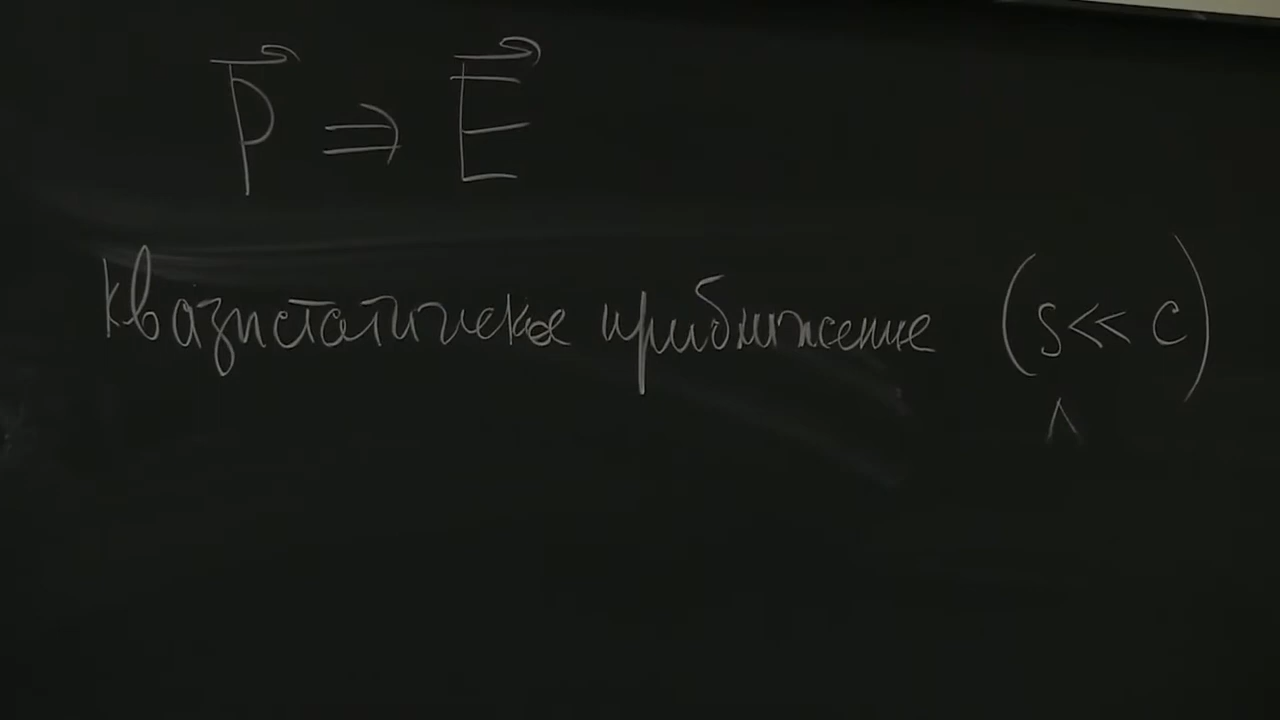 P⃗ ⇒ E⃗
Квазистатическое приближение (s << c)
^